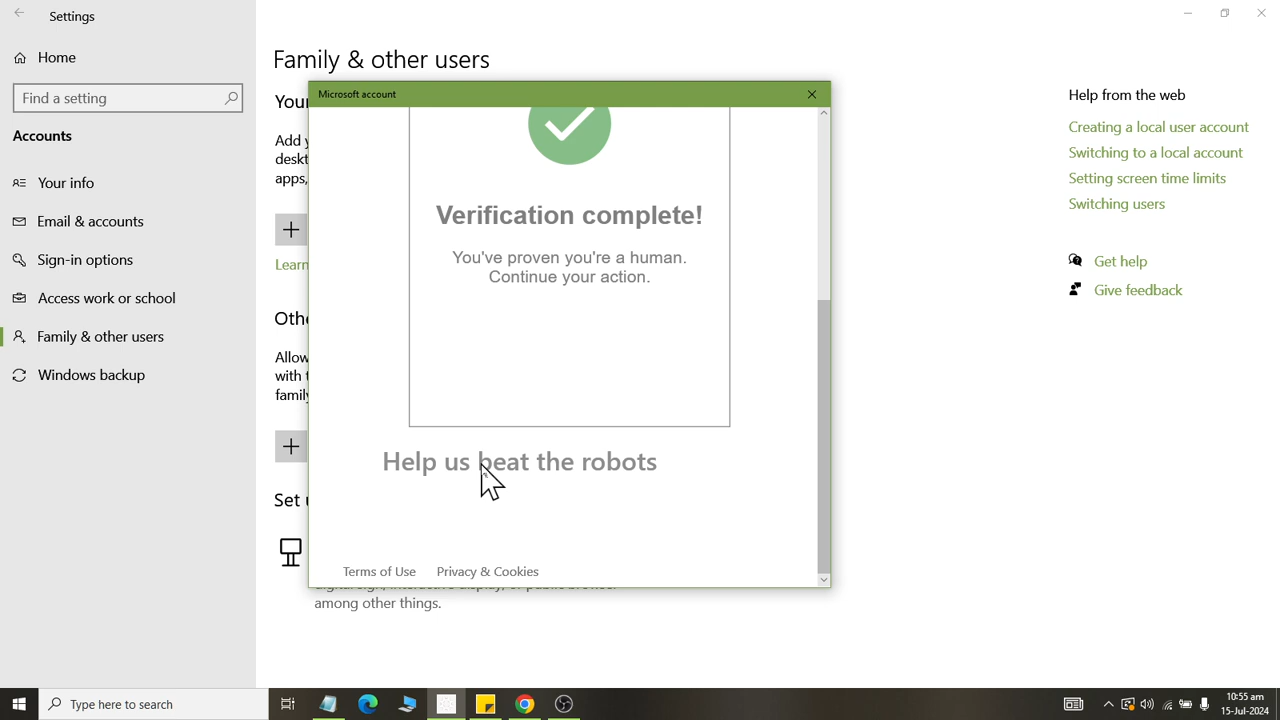 Settings
Home
Find a setting
Accounts
Your info
Email & accounts
Sign-in options
Access work or school
Family & other users
Windows backup
Family & other users
Microsoft account
Verification complete!
You've proven you're a human.
Continue your action.
Help us beat the robots
Terms of Use Privacy & Cookies
among other things.
Help from the web
Creating a local user account
Switching to a local account
Setting screen time limits
Switching users
Get help
Give feedback
Type here to search
10:55 am
15-Jul-2024